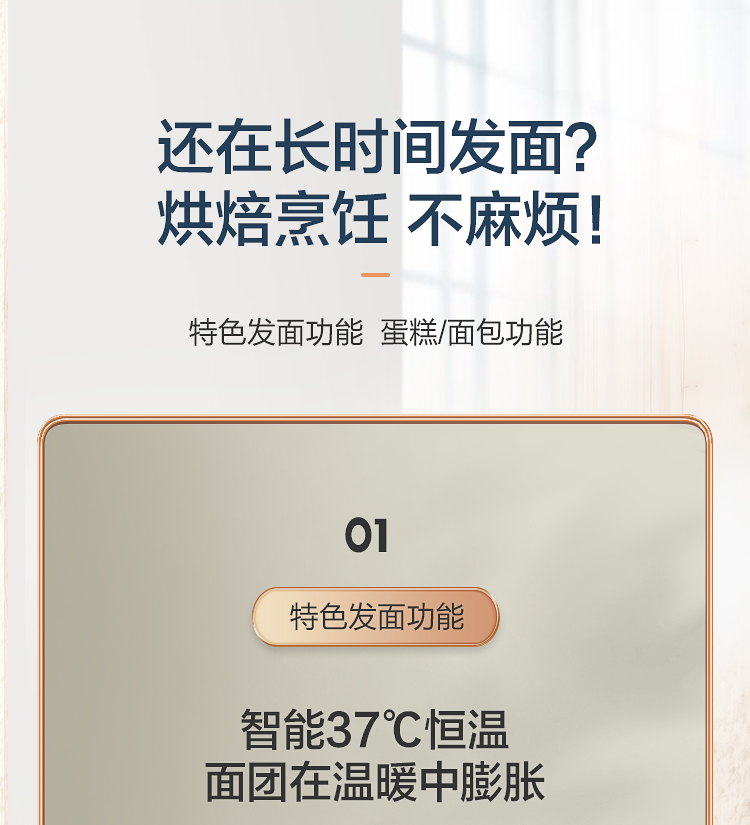 还在长时间发面?
烘焙烹饪 不麻烦!
特色发面功能 蛋糕/面包功能
01
特色发面功能
智能37℃恒温
面团在温暖中膨胀